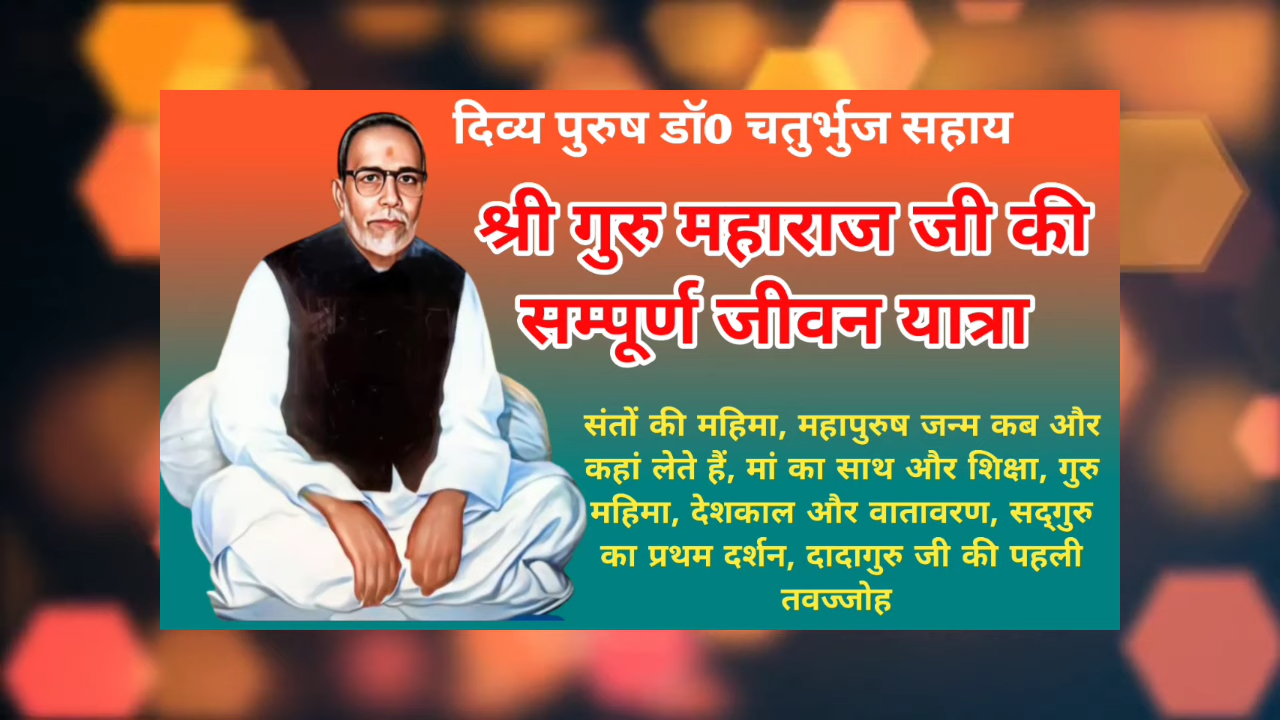 दिव्य पुरुष डॉ0 चतुर्भुज सहाय
श्री गुरु महाराज जी की
सम्पूर्ण जीवन यात्रा
संतों की महिमा, महापुरुष जन्म कब और
कहां लेते हैं, मां का साथ और शिक्षा, गुरु
महिमा, देशकाल और वातावरण, सद्गुरु
का प्रथम दर्शन, दादागुरु जी की पहली
तवज्जोह